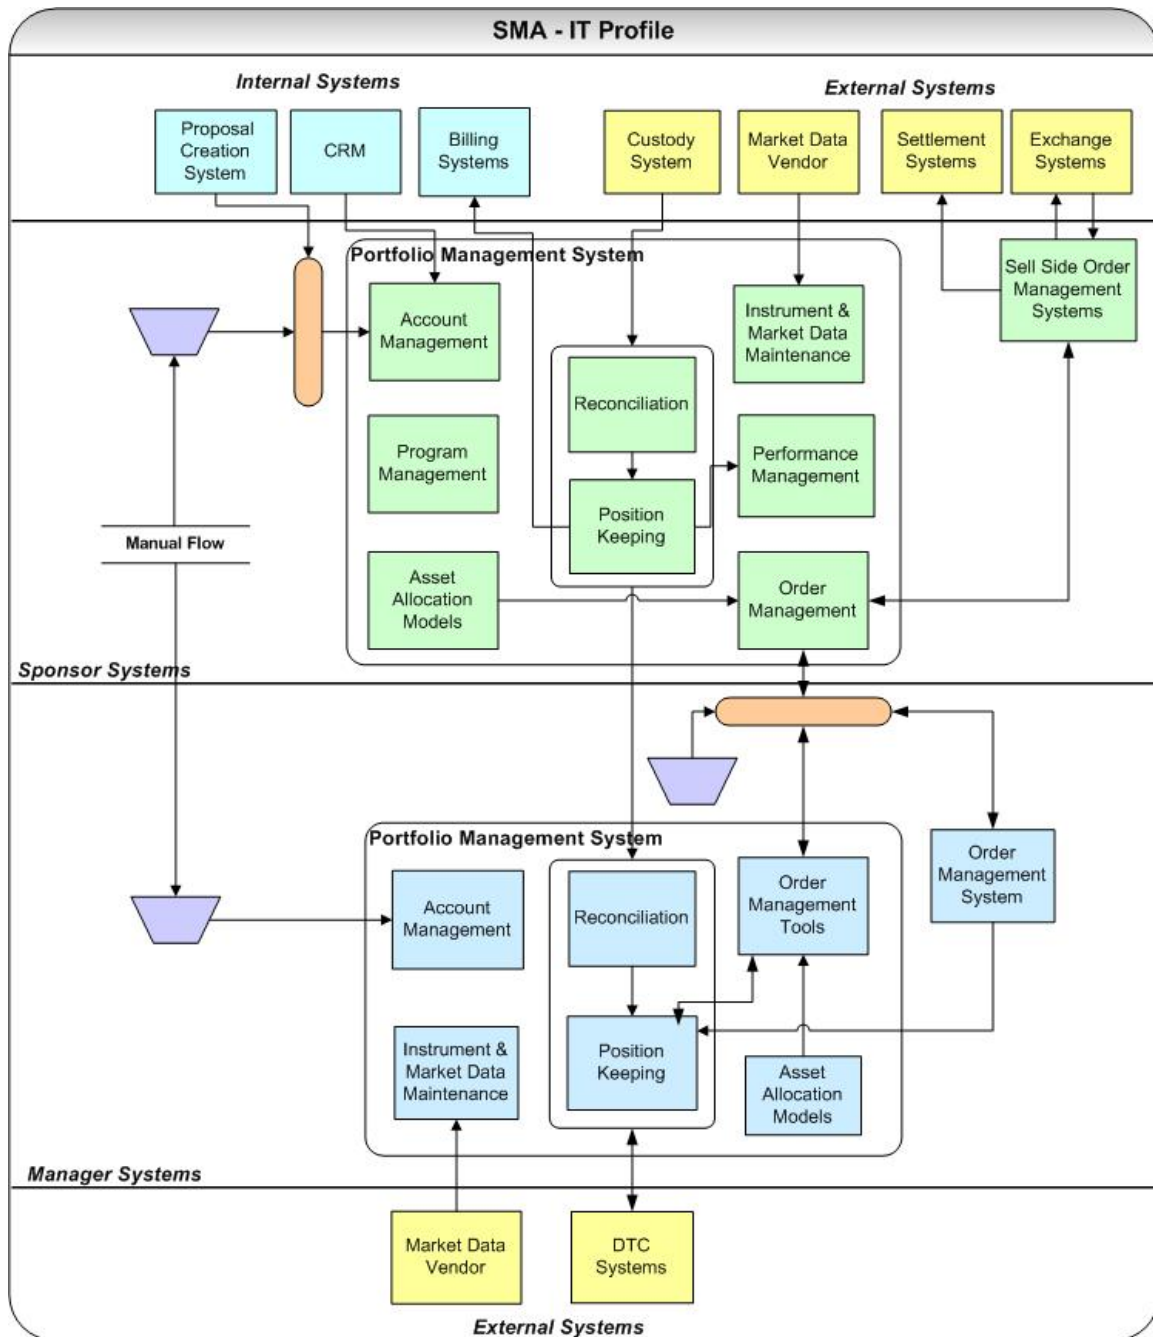 SMA - IT Profile
Internal Systems
External Systems
Proposal
Creation
System
CRM
Billing
Systems
Custody
System
Market Data
Vendor
Settlement
Systems
Exchange
Systems
Portfolio Management System
Sell Side Order
Management
Systems
Account
Management
Instrument &
Market Data
Maintenance
Reconciliation
Program
Management
Performance
Management
Position
Keeping
Manual Flow
Asset
Allocation
Models
Order
Management
Sponsor Systems
Portfolio Management System
Account
Management
Reconciliation
Order
Management
Tools
Order
Management
System
Instrument &
Market Data
Maintenance
Position
Keeping
Asset
Allocation
Models
Manager Systems
Market Data
Vendor
DTC
Systems
External Systems